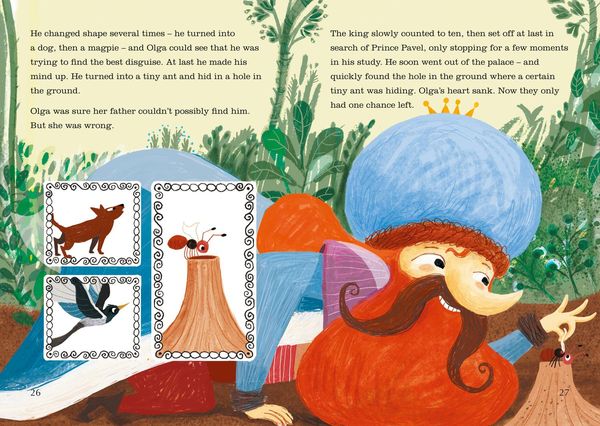 He changed shape several times – he turned into
a dog, then a magpie – and Olga could see that he was
trying to find the best disguise. At last he made his
mind up. He turned into a tiny ant and hid in a hole in
the ground.
Olga was sure her father couldn't possibly find him.
But she was wrong.
26
The king slowly counted to ten, then set off at last in
search of Prince Pavel, only stopping for a few moments
in his study. He soon went out of the palace – and
quickly found the hole in the ground where a certain
tiny ant was hiding. Olga's heart sank. Now they only
had one chance left.
27